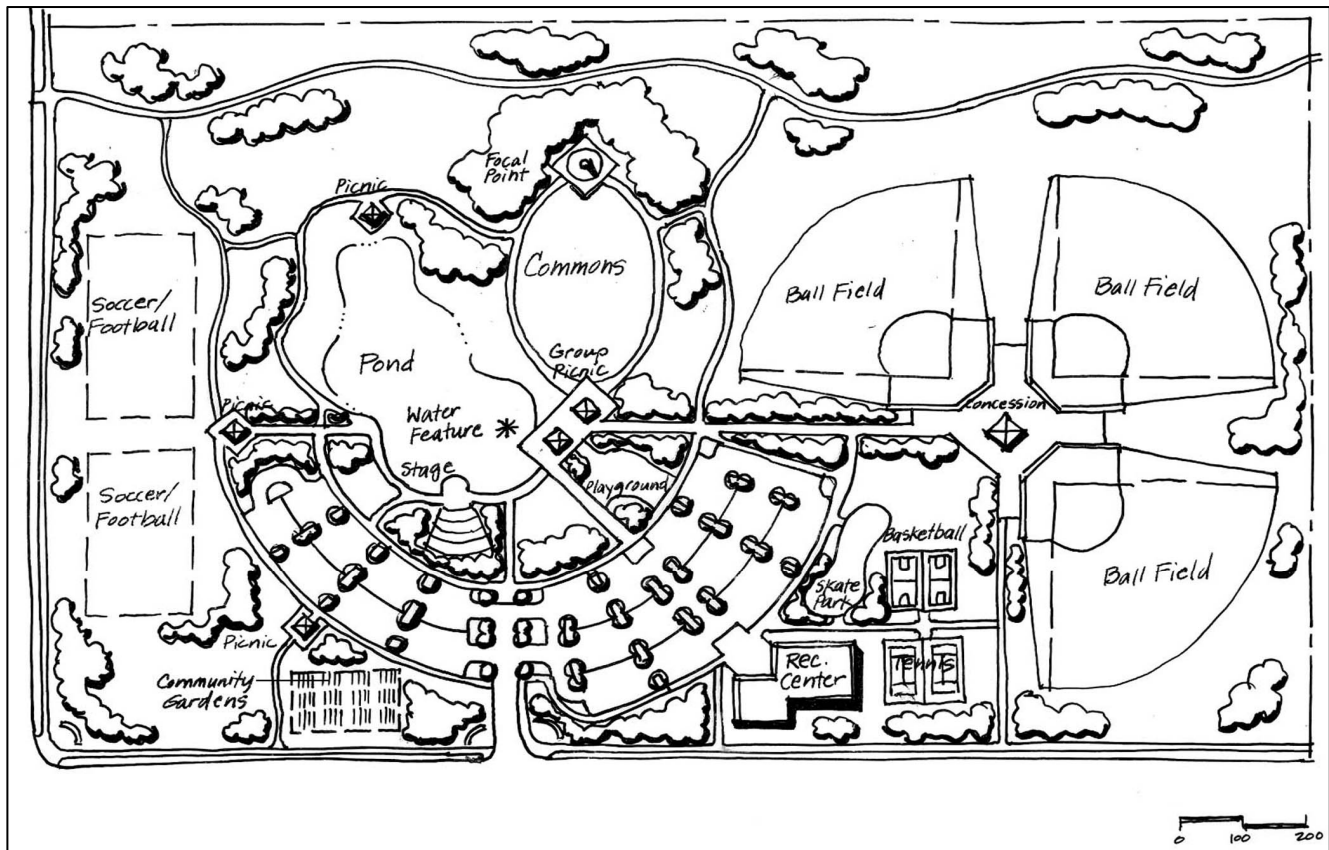 Focal
Point
Picnic
Commons
Soccer/
Football
Ball Field
Ball Field
Group
Picnic
Pond
Picnic
Concession
Water
Feature
Stage
Soccer/
Football
Playground
Basketball
Ball Field
Skate
Park
Picnic
Rec.
Center
Tennis
Community
Gardens
0 100 200